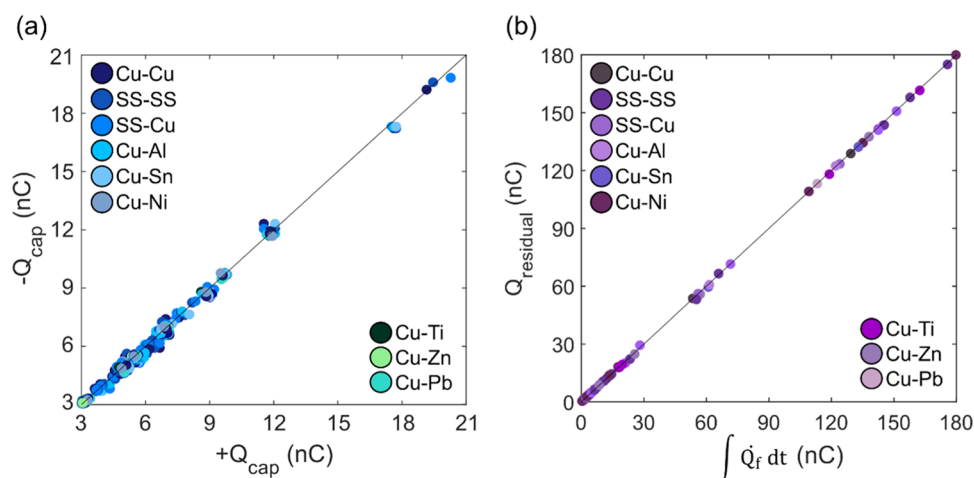 (a)
21
18
15
12
9
6
3
-Q_cap (nC)
Cu-Cu
SS-SS
SS-Cu
Cu-Al
Cu-Sn
Cu-Ni
Cu-Ti
Cu-Zn
Cu-Pb
3 6 9 12 15 18 21
+Q_cap (nC)
(b)
180
150
120
90
60
30
0
Q_residual (nC)
Cu-Cu
SS-SS
SS-Cu
Cu-Al
Cu-Sn
Cu-Ni
Cu-Ti
Cu-Zn
Cu-Pb
0 30 60 90 120 150 180
∫ Q̇_f dt (nC)